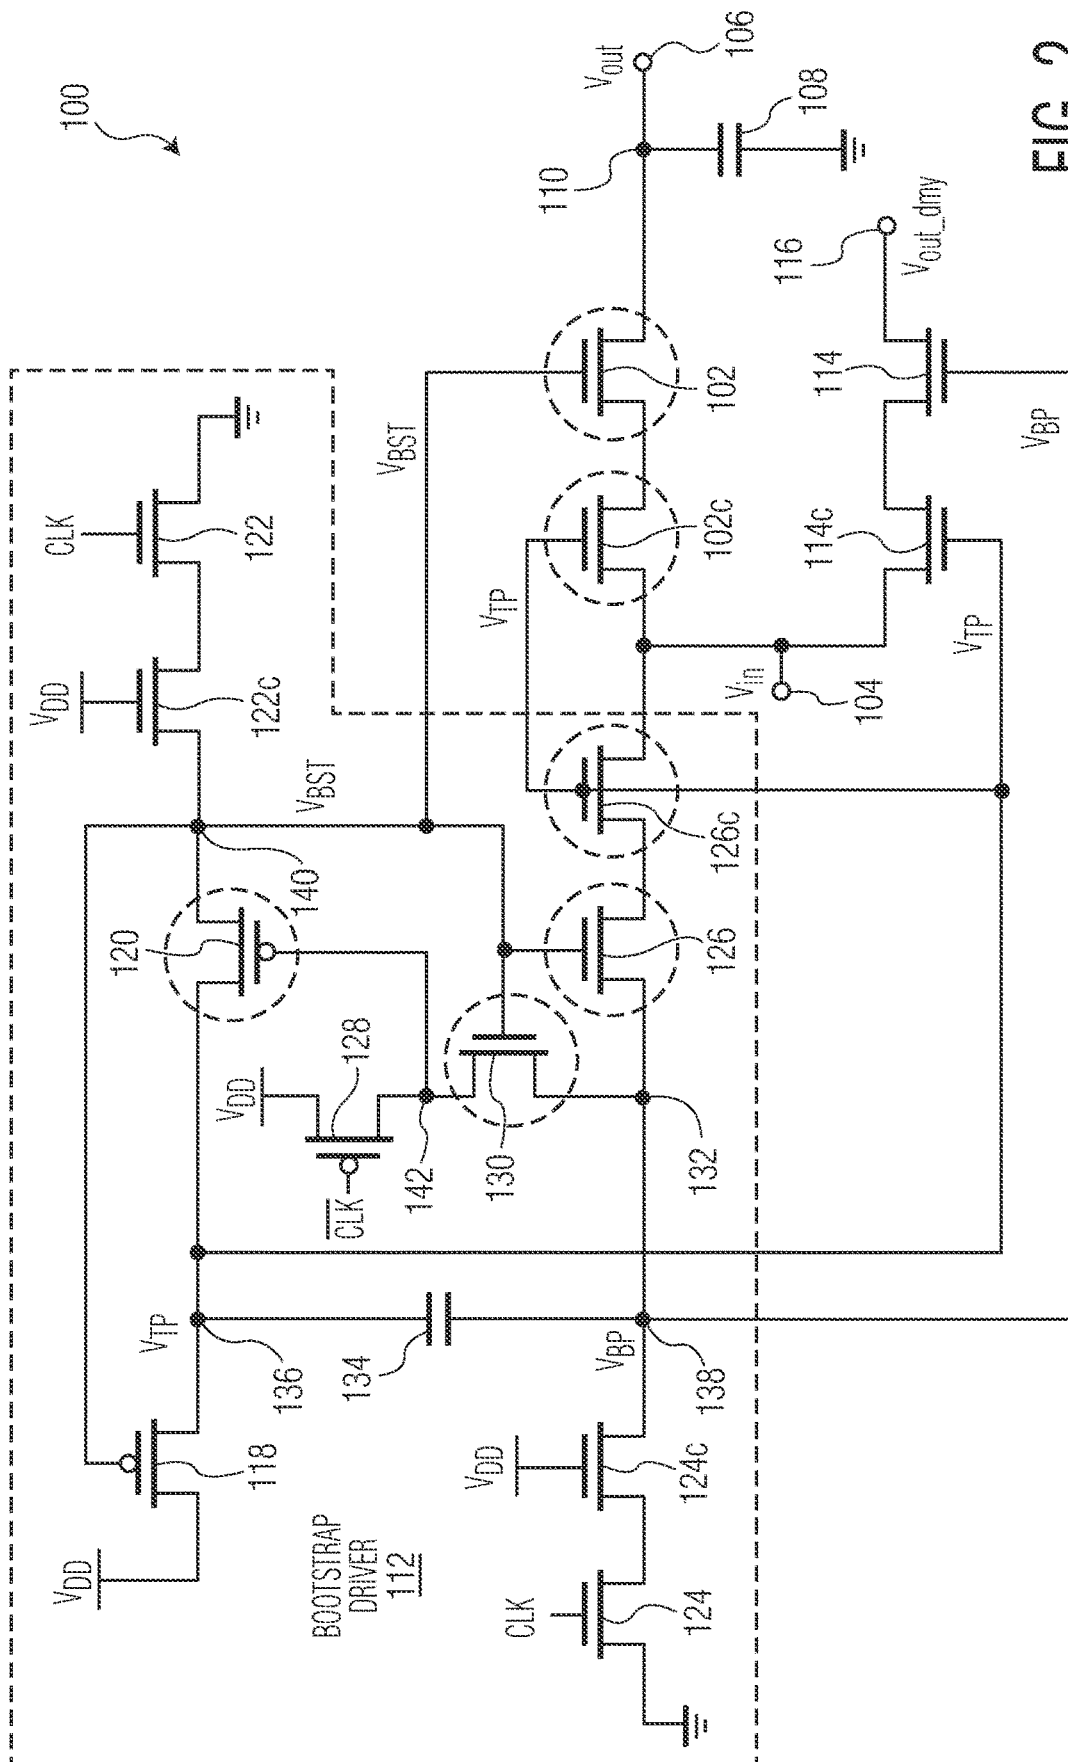 100
CLK
VDD
VDD
120
VTP
VBST
122
122c
118
136
140
VDD
128
VBST
BOOTSTRAP
DRIVER
112
CLK
134
142
VTP
130
VDD
CLK
Vout
106
110
VBP
124
124c
138
132
126
126c
102c
102
108
Vin
104
116
114c
114
Vout_dmy
VTP
VBP
FIG. 2